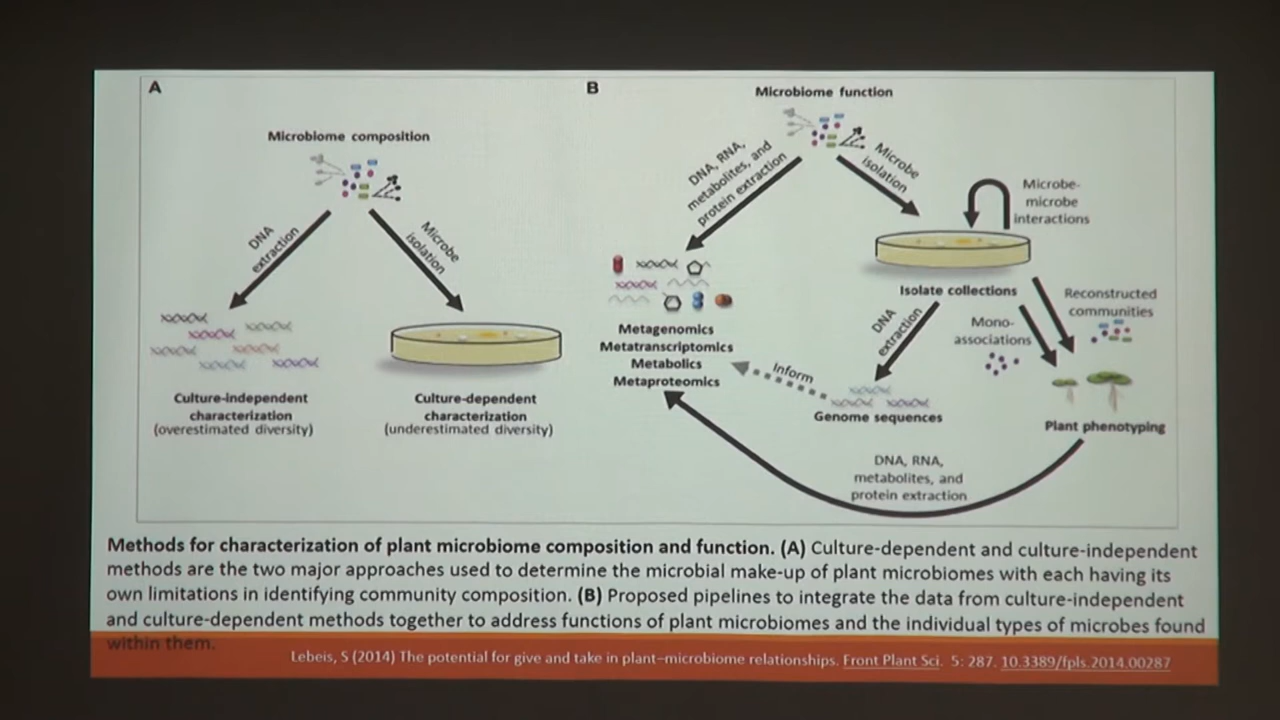 A
Microbiome composition
DNA
extraction
Microbe
isolation
Culture-independent
characterization
(overestimated diversity)
Culture-dependent
characterization
(underestimated diversity)
B
Microbiome function
DNA, RNA,
metabolites, and
protein extraction
Microbe
isolation
Microbe-
microbe
interactions
Isolate collections
Metagenomics
Metatranscriptomics
Metabolics
Metaproteomics
DNA
extraction
Mono-
associations
Reconstructed
communities
Inform
Genome sequences
Plant phenotyping
DNA, RNA,
metabolites, and
protein extraction
Methods for characterization of plant microbiome composition and function. (A) Culture-dependent and culture-independent
methods are the two major approaches used to determine the microbial make-up of plant microbiomes with each having its
own limitations in identifying community composition. (B) Proposed pipelines to integrate the data from culture-independent
and culture-dependent methods together to address functions of plant microbiomes and the individual types of microbes found
within them.
Lebeis, S (2014) The potential for give and take in plant–microbiome relationships. Front Plant Sci. 5: 287. 10.3389/fpls.2014.00287